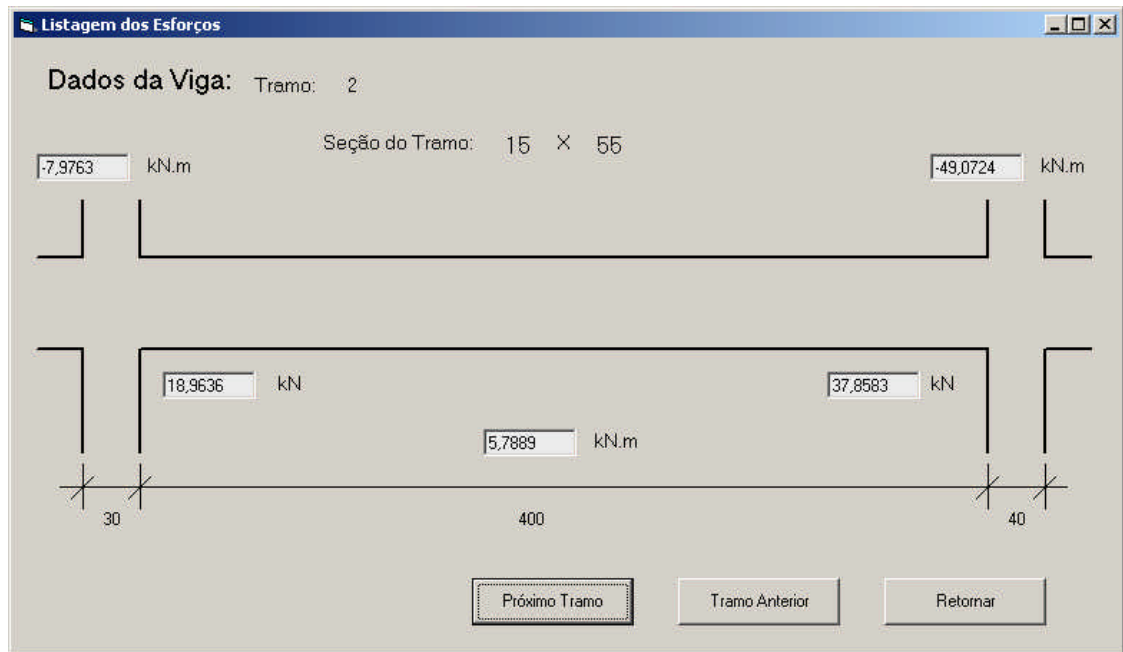 Listagem dos Esforços
Dados da Viga: Tramo: 2
Seção do Tramo: 15 X 55
-7,9763 kN.m -49,0724 kN.m
18,9636 kN 37,8583 kN
5,7889 kN.m
30 400 40
Próximo Tramo Tramo Anterior Retornar